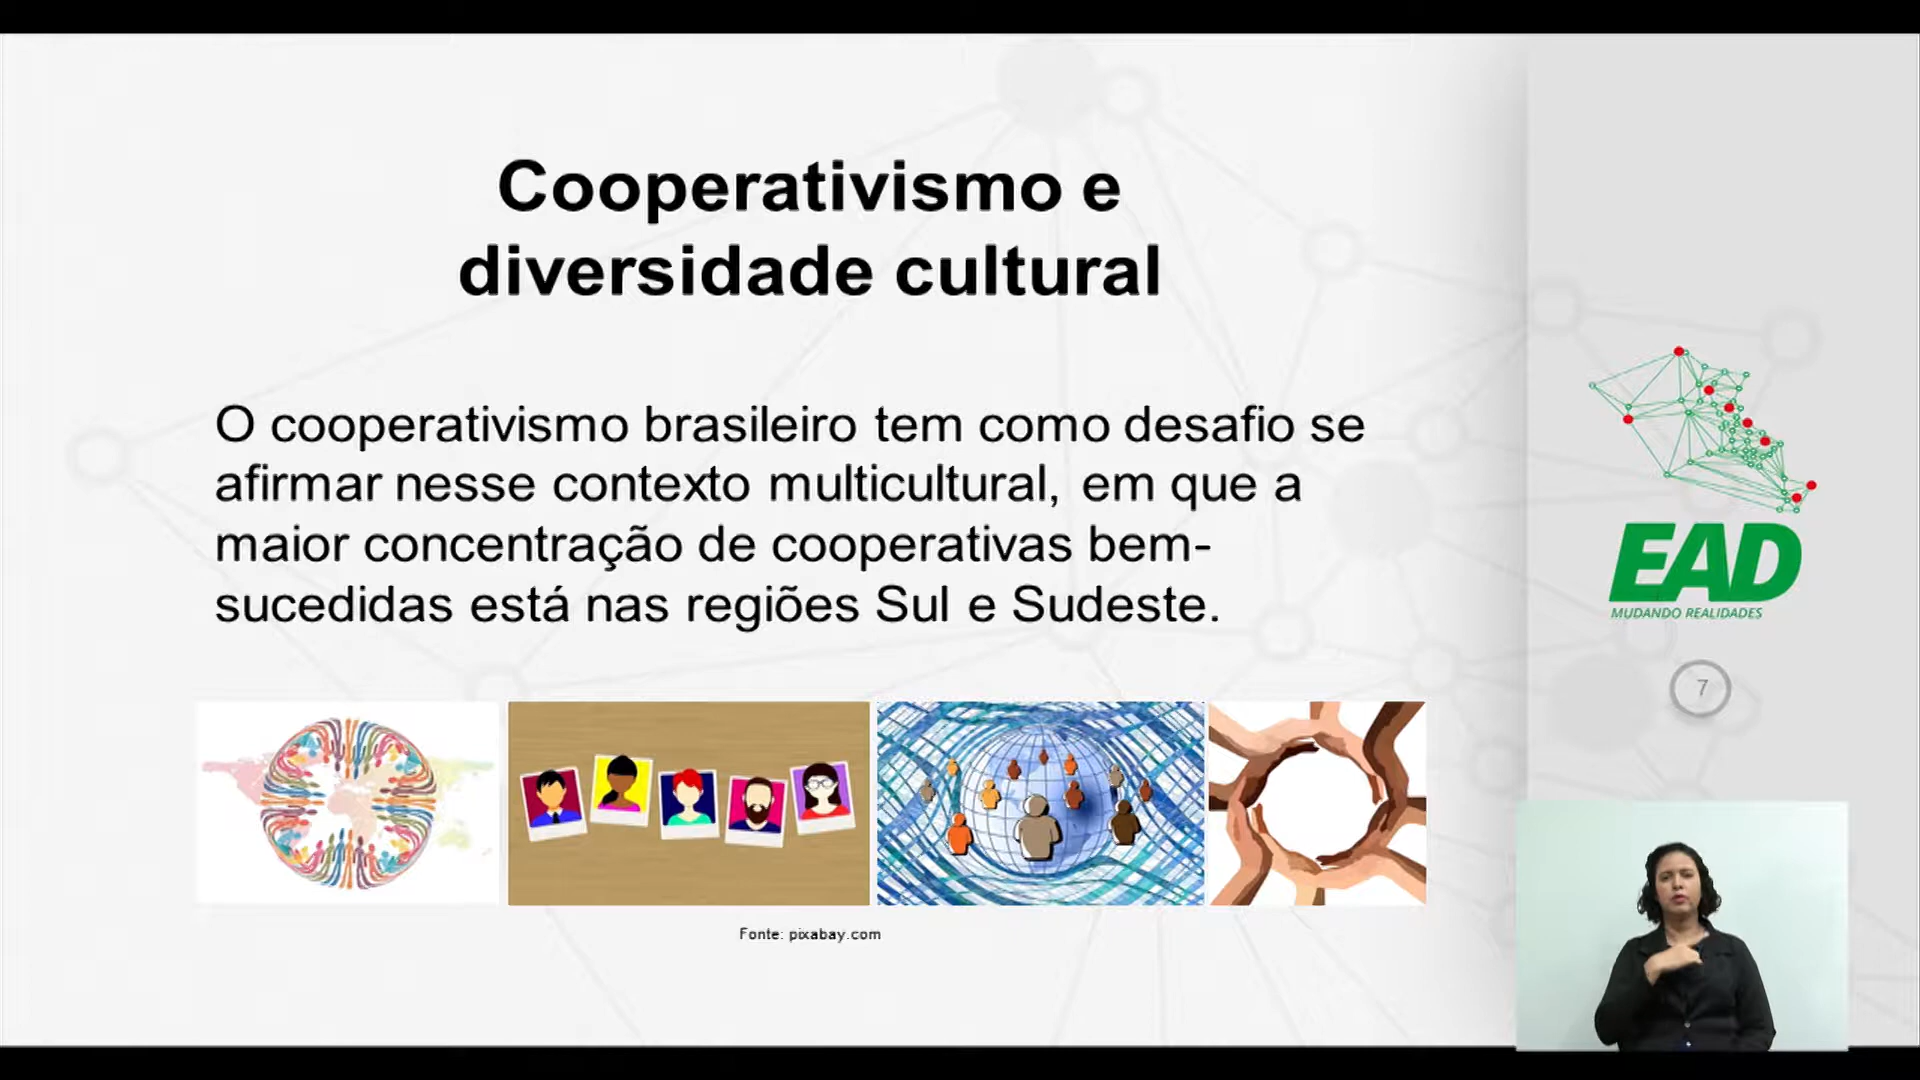 Cooperativismo e
diversidade cultural
O cooperativismo brasileiro tem como desafio se
afirmar nesse contexto multicultural, em que a
maior concentração de cooperativas bem-
sucedidas está nas regiões Sul e Sudeste.
Fonte: pixabay.com
EAD
MUDANDO REALIDADES
7